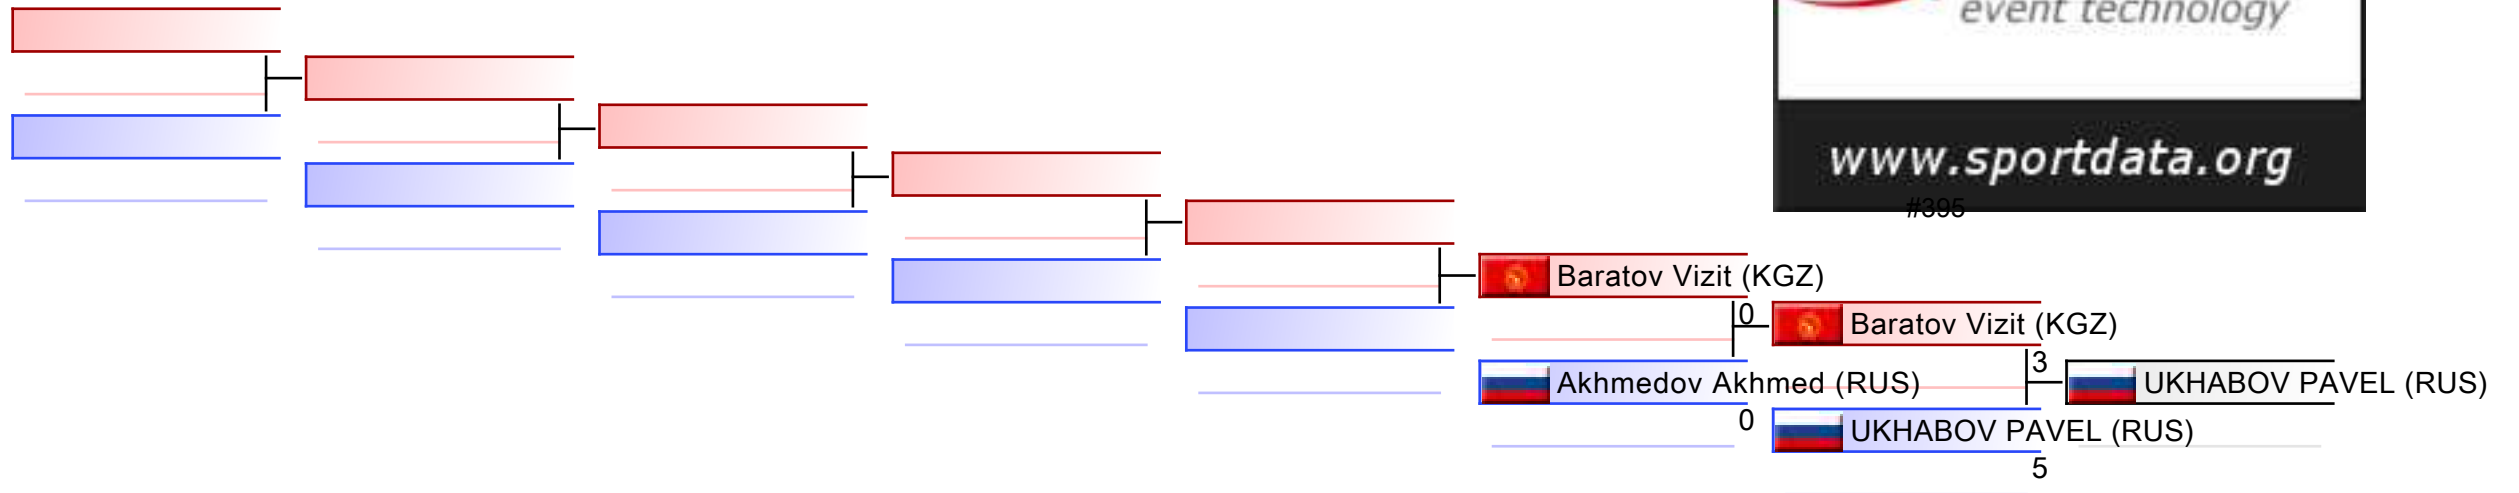 event technology
www.sportdata.org
#395
Baratov Vizit (KGZ)
0
Baratov Vizit (KGZ)
3
Akhmedov Akhmed (RUS)
UKHABOV PAVEL (RUS)
0
UKHABOV PAVEL (RUS)
5